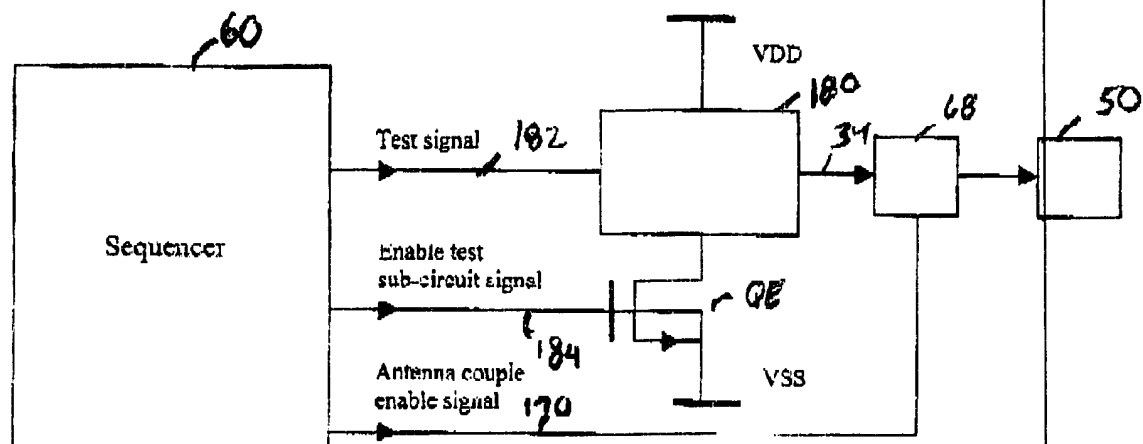 60
VDD
180
68
50
Test signal
182
34
Sequencer
Enable test
sub-circuit signal
QE
184
Antenna couple
enable signal
170
VSS